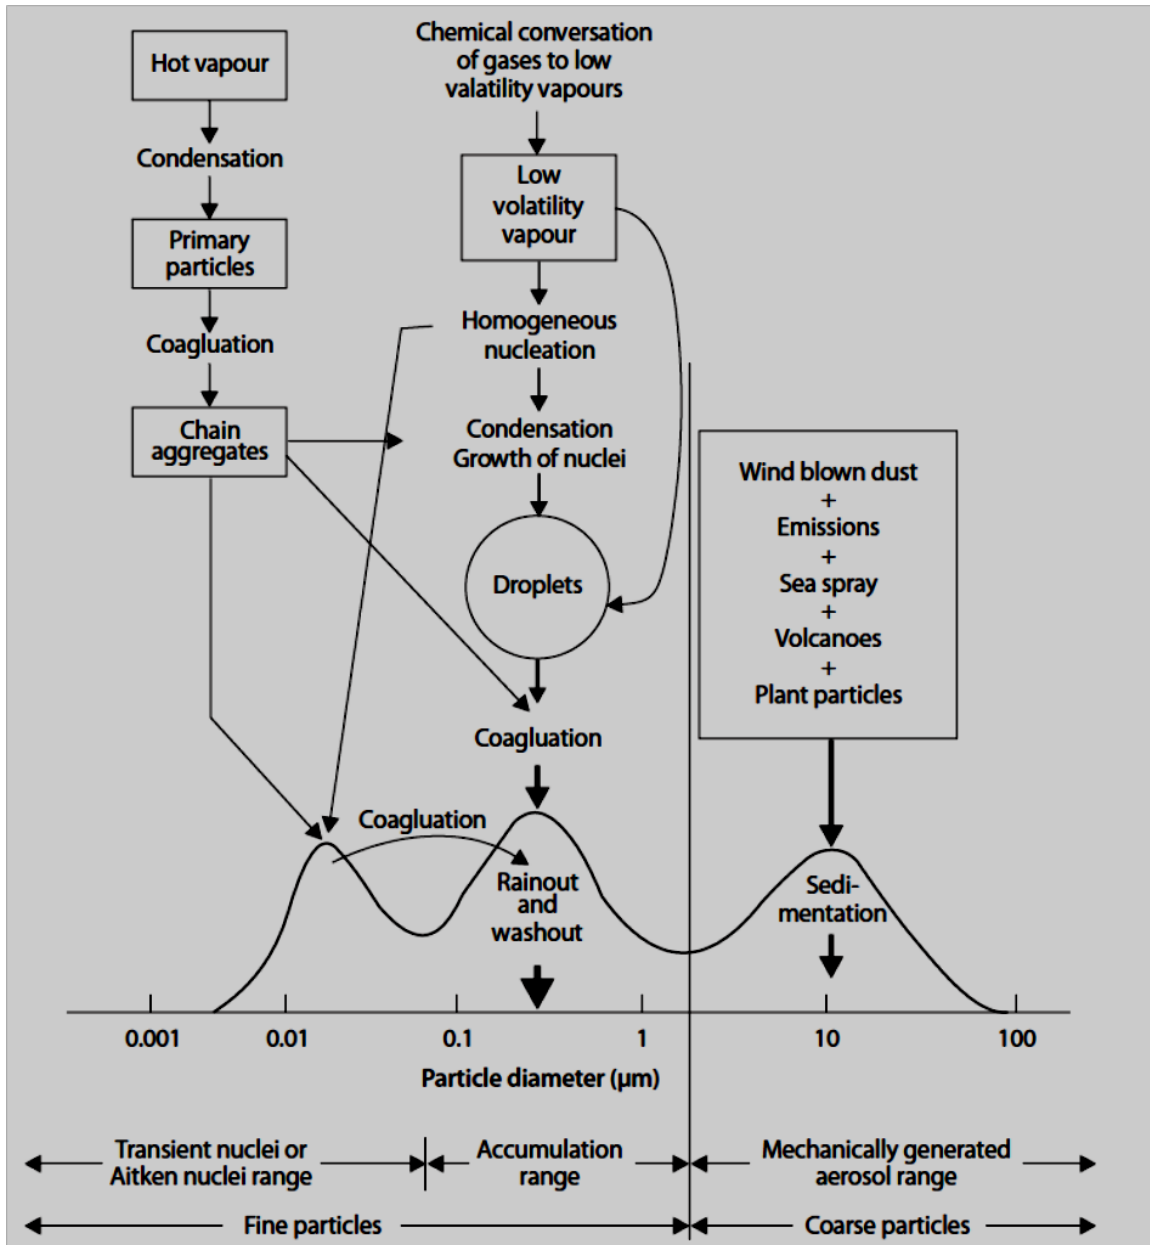 Hot vapour
Condensation
Primary
particles
Coagluation
Chain
aggregates
Chemical conversation
of gases to low
valatility vapours
Low
volatility
vapour
Homogeneous
nucleation
Condensation
Growth of nuclei
Droplets
Coagluation
Wind blown dust
+
Emissions
+
Sea spray
+
Volcanoes
+
Plant particles
Coagluation
Rainout
and
washout
Sedi-
mentation
0.001 0.01 0.1 1 10 100
Particle diameter (µm)
Transient nuclei or
Aitken nuclei range
Accumulation
range
Mechanically generated
aerosol range
Fine particles
Coarse particles